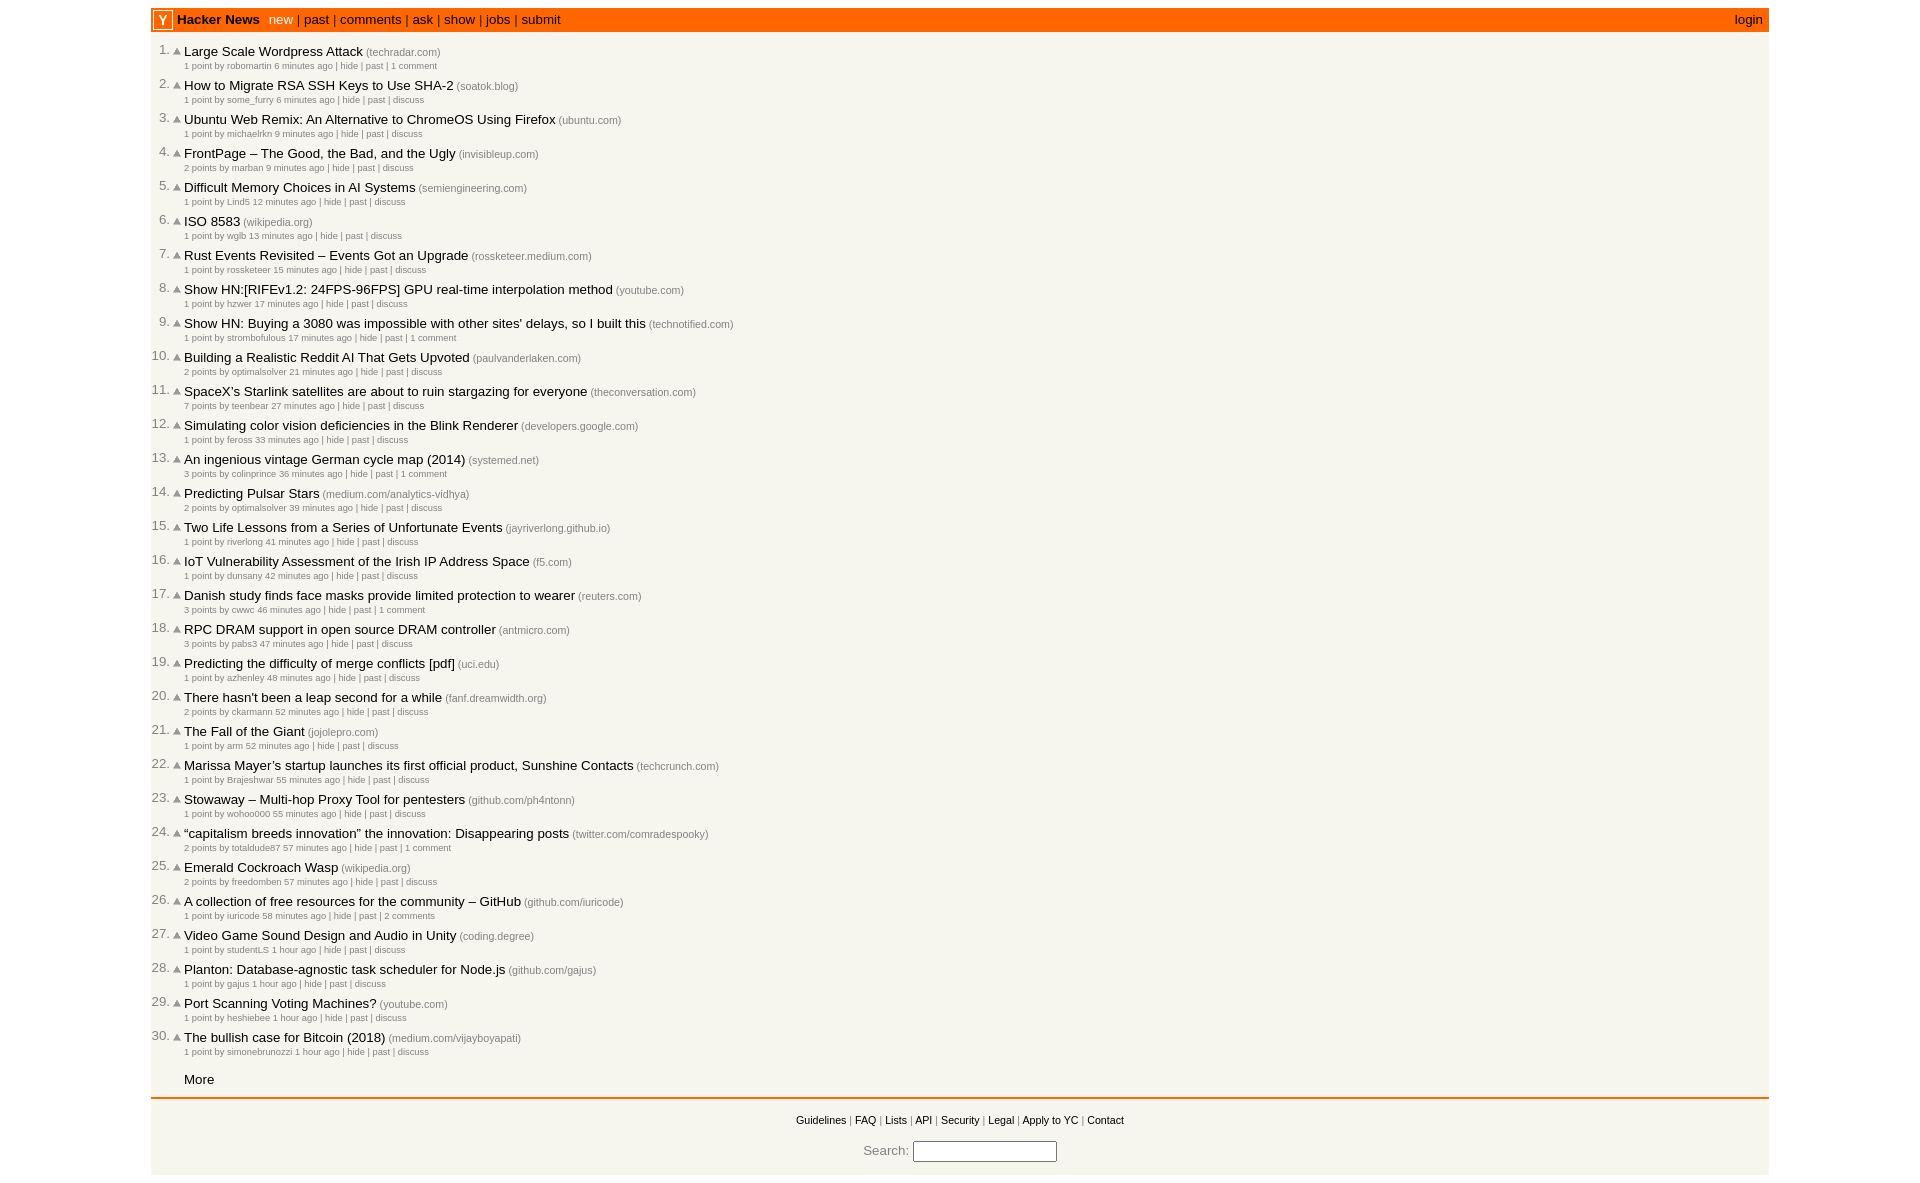 Y Hacker News new | past | comments | ask | show | jobs | submit login
1. Large Scale Wordpress Attack (techradar.com)
1 point by robomartin 6 minutes ago | hide | past | 1 comment
2. How to Migrate RSA SSH Keys to Use SHA-2 (soatok.blog)
1 point by some_furry 6 minutes ago | hide | past | discuss
3. Ubuntu Web Remix: An Alternative to ChromeOS Using Firefox (ubuntu.com)
1 point by michaelrkn 9 minutes ago | hide | past | discuss
4. FrontPage – The Good, the Bad, and the Ugly (invisibleup.com)
2 points by marban 9 minutes ago | hide | past | discuss
5. Difficult Memory Choices in AI Systems (semiengineering.com)
1 point by Lind5 12 minutes ago | hide | past | discuss
6. ISO 8583 (wikipedia.org)
1 point by wglb 13 minutes ago | hide | past | discuss
7. Rust Events Revisited – Events Got an Upgrade (rossketeer.medium.com)
1 point by rossketeer 15 minutes ago | hide | past | discuss
8. Show HN:[RIFEv1.2: 24FPS-96FPS] GPU real-time interpolation method (youtube.com)
1 point by hzwer 17 minutes ago | hide | past | discuss
9. Show HN: Buying a 3080 was impossible with other sites' delays, so I built this (technotified.com)
1 point by strombofulous 17 minutes ago | hide | past | 1 comment
10. Building a Realistic Reddit AI That Gets Upvoted (paulvanderlaken.com)
2 points by optimalsolver 21 minutes ago | hide | past | discuss
11. SpaceX’s Starlink satellites are about to ruin stargazing for everyone (theconversation.com)
7 points by teenbear 27 minutes ago | hide | past | discuss
12. Simulating color vision deficiencies in the Blink Renderer (developers.google.com)
1 point by feross 33 minutes ago | hide | past | discuss
13. An ingenious vintage German cycle map (2014) (systemed.net)
3 points by colinprince 36 minutes ago | hide | past | 1 comment
14. Predicting Pulsar Stars (medium.com/analytics-vidhya)
2 points by optimalsolver 39 minutes ago | hide | past | discuss
15. Two Life Lessons from a Series of Unfortunate Events (jayriverlong.github.io)
1 point by riverlong 41 minutes ago | hide | past | discuss
16. IoT Vulnerability Assessment of the Irish IP Address Space (f5.com)
1 point by dunsany 42 minutes ago | hide | past | discuss
17. Danish study finds face masks provide limited protection to wearer (reuters.com)
3 points by cwwc 46 minutes ago | hide | past | 1 comment
18. RPC DRAM support in open source DRAM controller (antmicro.com)
3 points by pabs3 47 minutes ago | hide | past | discuss
19. Predicting the difficulty of merge conflicts [pdf] (uci.edu)
1 point by azhenley 48 minutes ago | hide | past | discuss
20. There hasn't been a leap second for a while (fanf.dreamwidth.org)
2 points by ckarmann 52 minutes ago | hide | past | discuss
21. The Fall of the Giant (jojolepro.com)
1 point by arm 52 minutes ago | hide | past | discuss
22. Marissa Mayer’s startup launches its first official product, Sunshine Contacts (techcrunch.com)
1 point by Brajeshwar 55 minutes ago | hide | past | discuss
23. Stowaway – Multi-hop Proxy Tool for pentesters (github.com/ph4ntonn)
1 point by wohoo000 55 minutes ago | hide | past | discuss
24. “capitalism breeds innovation” the innovation: Disappearing posts (twitter.com/comradespooky)
2 points by totaldude87 57 minutes ago | hide | past | 1 comment
25. Emerald Cockroach Wasp (wikipedia.org)
2 points by freedomben 57 minutes ago | hide | past | discuss
26. A collection of free resources for the community – GitHub (github.com/iuricode)
1 point by iuricode 58 minutes ago | hide | past | 2 comments
27. Video Game Sound Design and Audio in Unity (coding.degree)
1 point by studentLS 1 hour ago | hide | past | discuss
28. Planton: Database-agnostic task scheduler for Node.js (github.com/gajus)
1 point by gajus 1 hour ago | hide | past | discuss
29. Port Scanning Voting Machines? (youtube.com)
1 point by heshiebee 1 hour ago | hide | past | discuss
30. The bullish case for Bitcoin (2018) (medium.com/vijayboyapati)
1 point by simonebrunozzi 1 hour ago | hide | past | discuss
More
Guidelines | FAQ | Lists | API | Security | Legal | Apply to YC | Contact
Search: